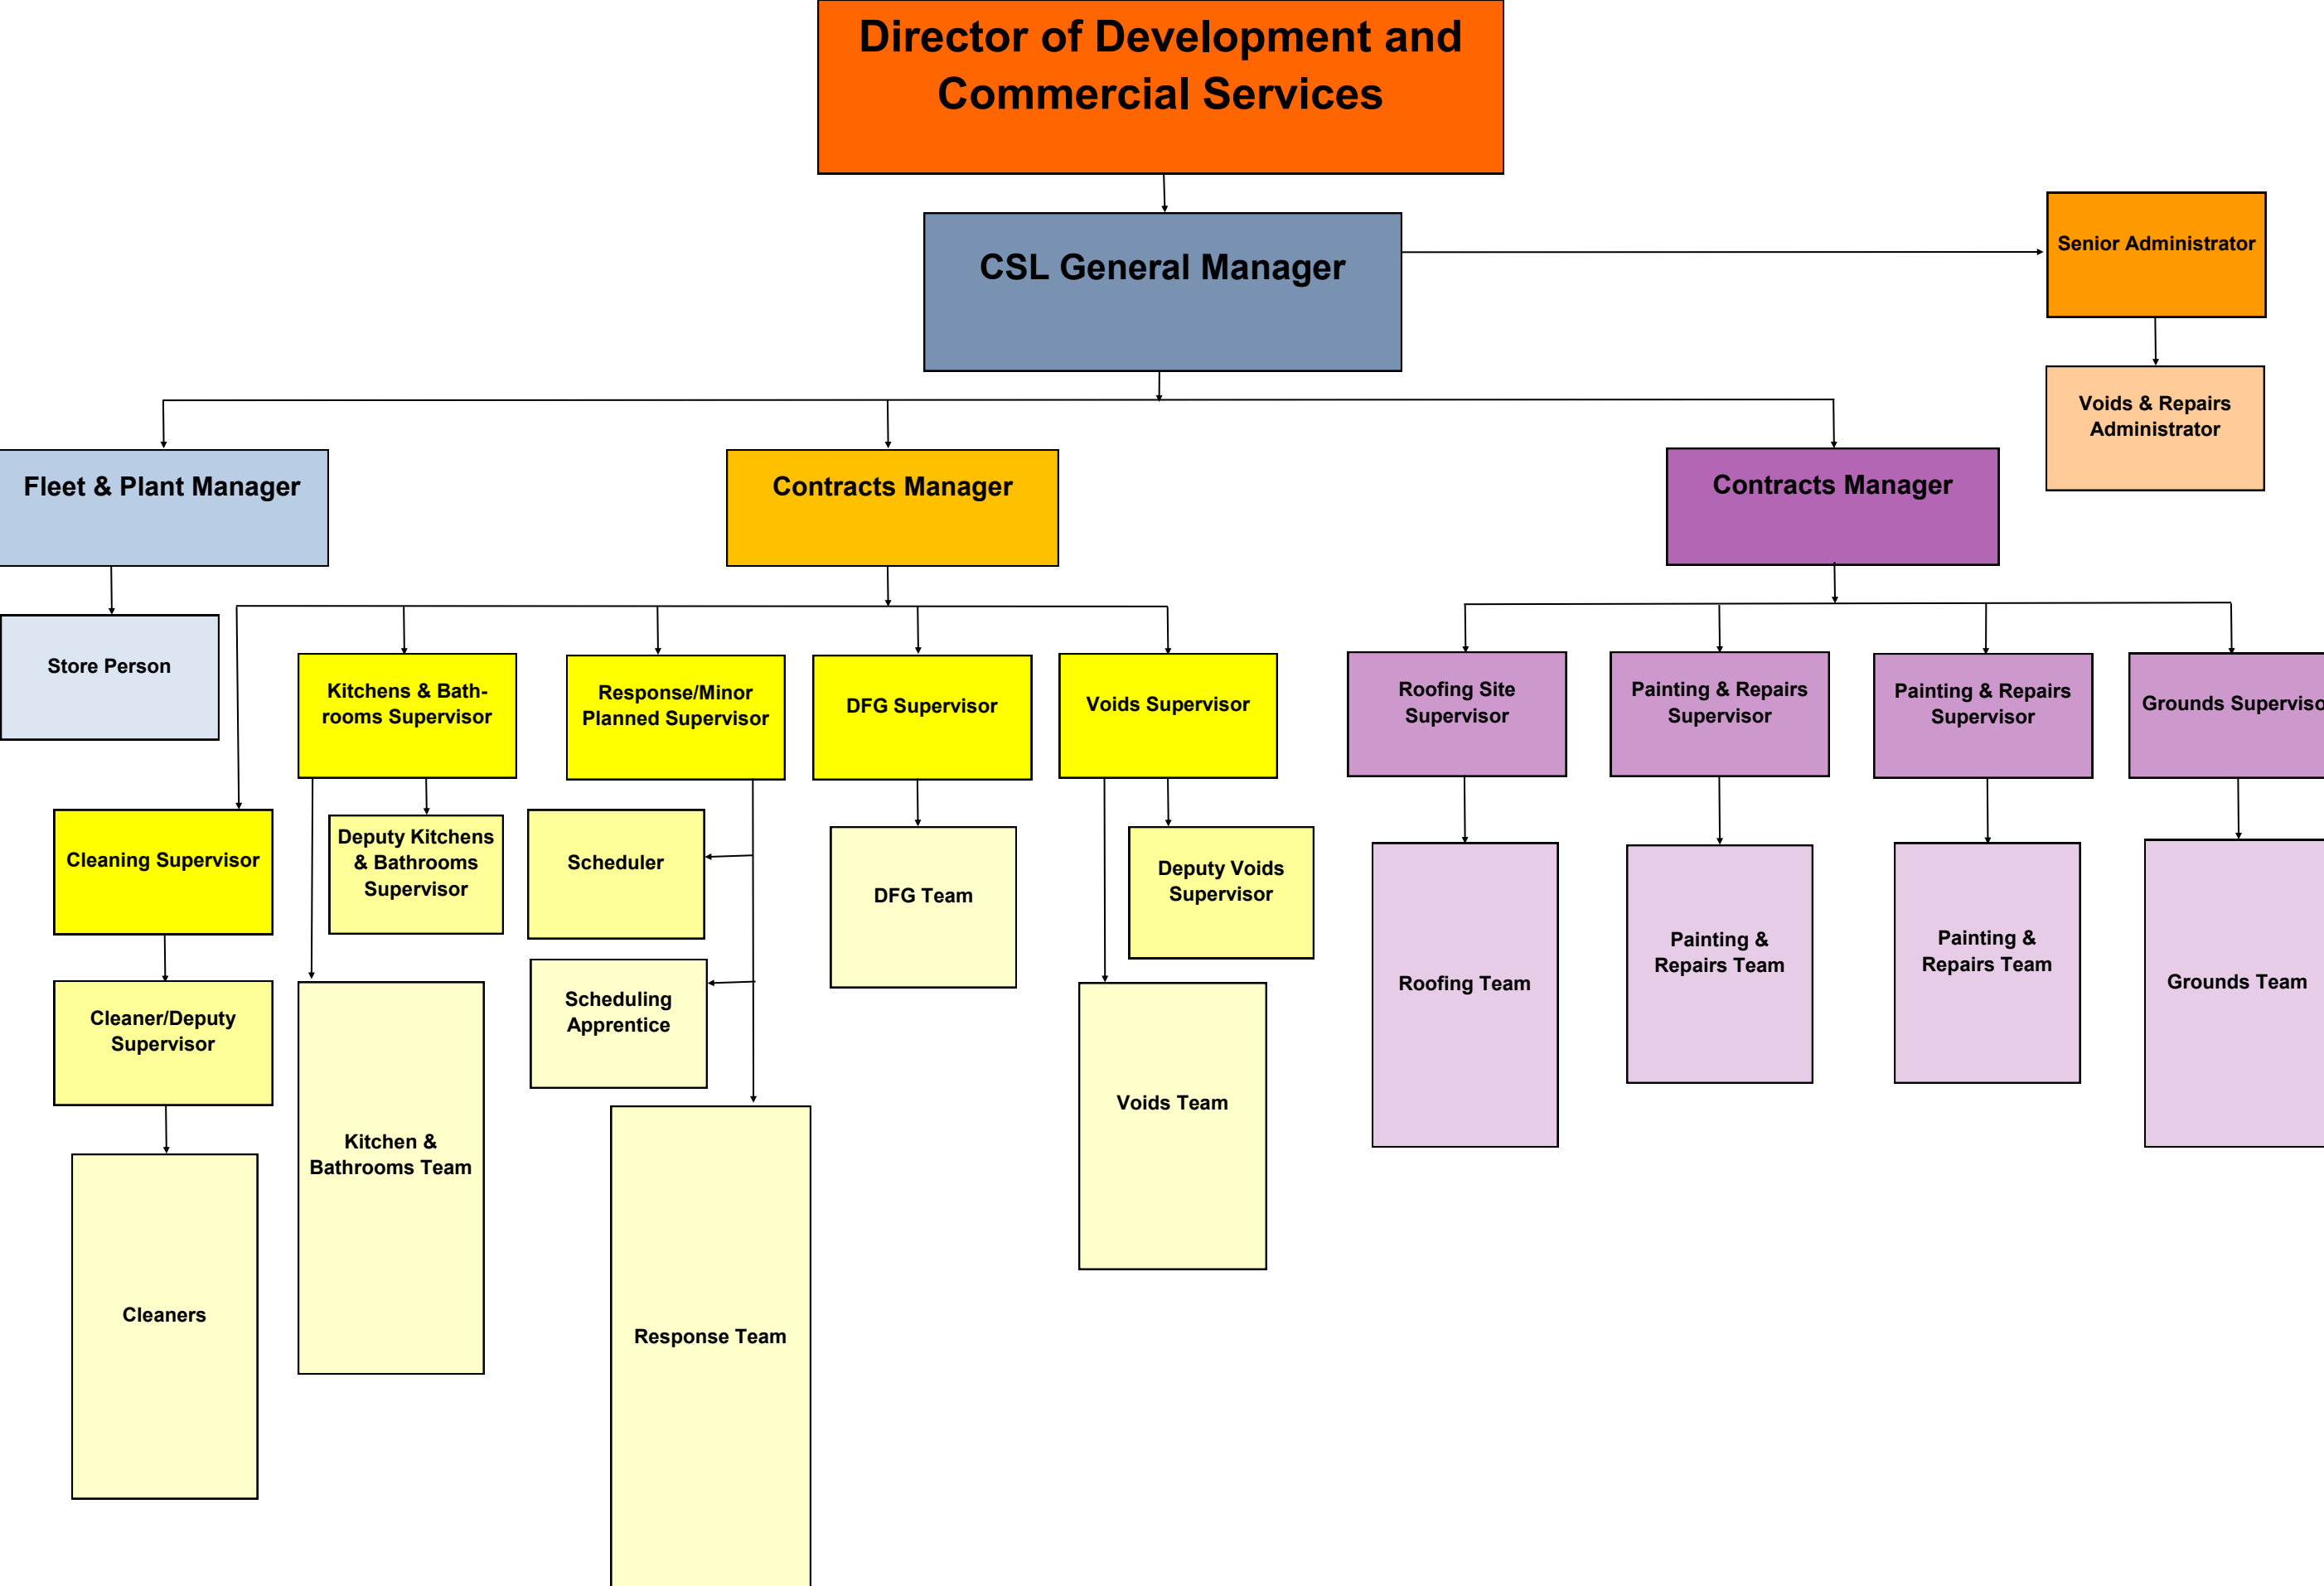 Director of Development and
Commercial Services
CSL General Manager
Senior Administrator
Voids & Repairs
Administrator
Fleet & Plant Manager
Contracts Manager
Contracts Manager
Store Person
Kitchens & Bath-
rooms Supervisor
Response/Minor
Planned Supervisor
DFG Supervisor
Voids Supervisor
Roofing Site
Supervisor
Painting & Repairs
Supervisor
Painting & Repairs
Supervisor
Grounds Superviso
Cleaning Supervisor
Deputy Kitchens
& Bathrooms
Supervisor
Scheduler
DFG Team
Deputy Voids
Supervisor
Roofing Team
Painting &
Repairs Team
Painting &
Repairs Team
Grounds Team
Cleaner/Deputy
Supervisor
Scheduling
Apprentice
Kitchen &
Bathrooms Team
Voids Team
Cleaners
Response Team